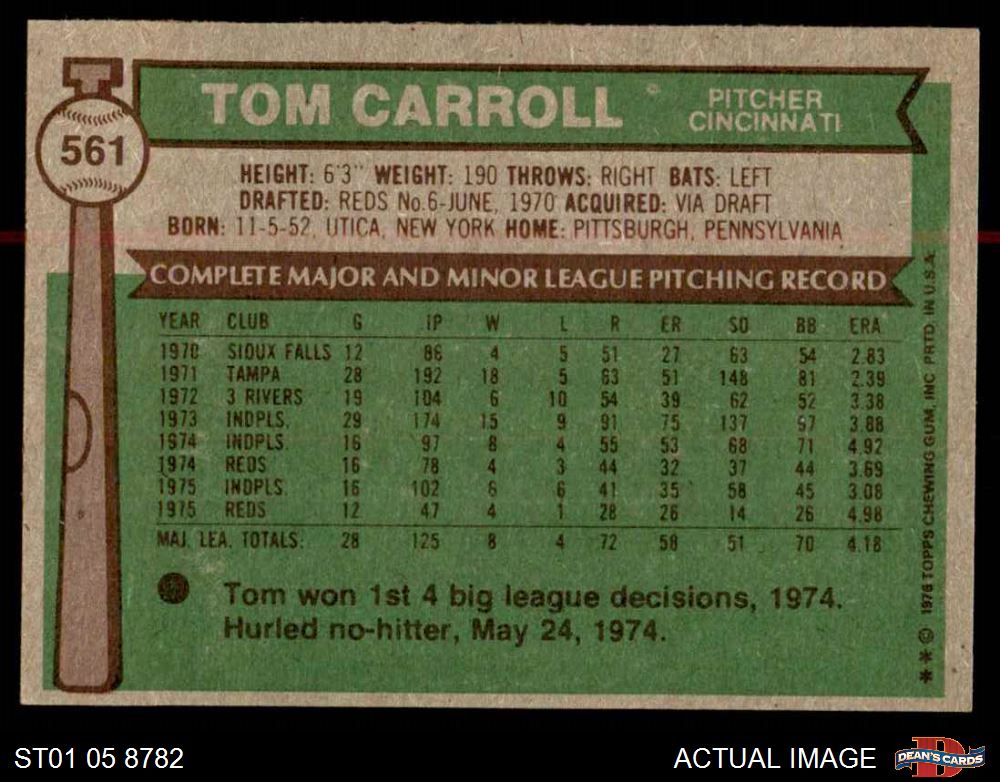 T
561
TOM CARROLL
PITCHER
CINCINNATI
HEIGHT: 6'3" WEIGHT: 190 THROWS: RIGHT BATS: LEFT
DRAFTED: REDS No.6-JUNE, 1970 ACQUIRED: VIA DRAFT
BORN: 11-5-52, UTICA, NEW YORK HOME: PITTSBURGH, PENNSYLVANIA
COMPLETE MAJOR AND MINOR LEAGUE PITCHING RECORD
YEAR CLUB G IP W L R ER SO BB ERA
1970 SIOUX FALLS 12 86 4 5 51 27 63 54 2.83
1971 TAMPA 28 192 18 5 63 51 148 81 2.39
1972 3 RIVERS 19 104 6 10 54 39 62 52 3.38
1973 INDPLS. 29 174 15 9 91 75 137 97 3.88
1974 INDPLS. 16 97 8 4 55 53 68 71 4.92
1974 REDS 16 78 4 3 44 32 37 44 3.69
1975 INDPLS. 16 102 6 6 41 35 58 45 3.08
1975 REDS 12 47 4 1 28 26 14 26 4.98
MAJ. LEA. TOTALS: 28 125 8 4 72 58 51 70 4.18
Tom won 1st 4 big league decisions, 1974.
Hurled no-hitter, May 24, 1974.
**© 1976 TOPPS CHEWING GUM, INC. PRTD. IN U.S.A.
ST01 05 8782
ACTUAL IMAGE
D
DEAN'S CARDS